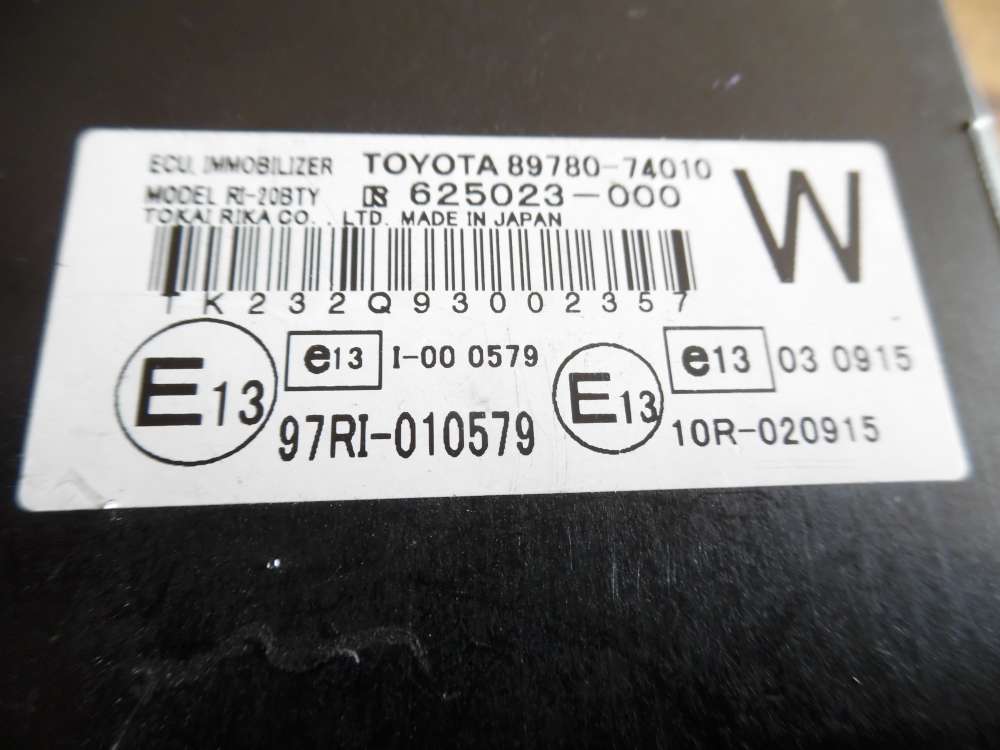 ECU, IMMOBILIZER TOYOTA 89780-74010
MODEL RI-20BTY R 625023-000
TOKAI RIKA CO., LTD. MADE IN JAPAN
W
TK232Q93002357
E13 e13 I-00 0579
97RI-010579
E13 e13 03 0915
10R-020915